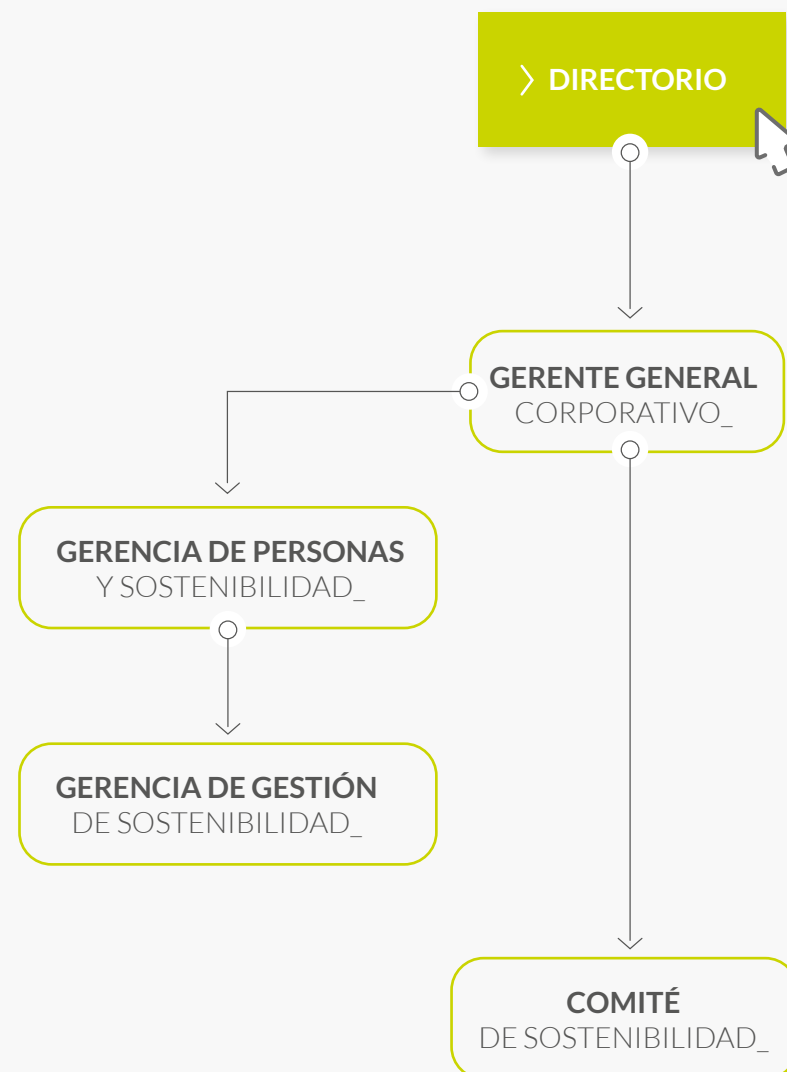 DIRECTORIO
GERENTE GENERAL
CORPORATIVO_
GERENCIA DE PERSONAS
Y SOSTENIBILIDAD_
GERENCIA DE GESTIÓN
DE SOSTENIBILIDAD_
COMITÉ
DE SOSTENIBILIDAD_